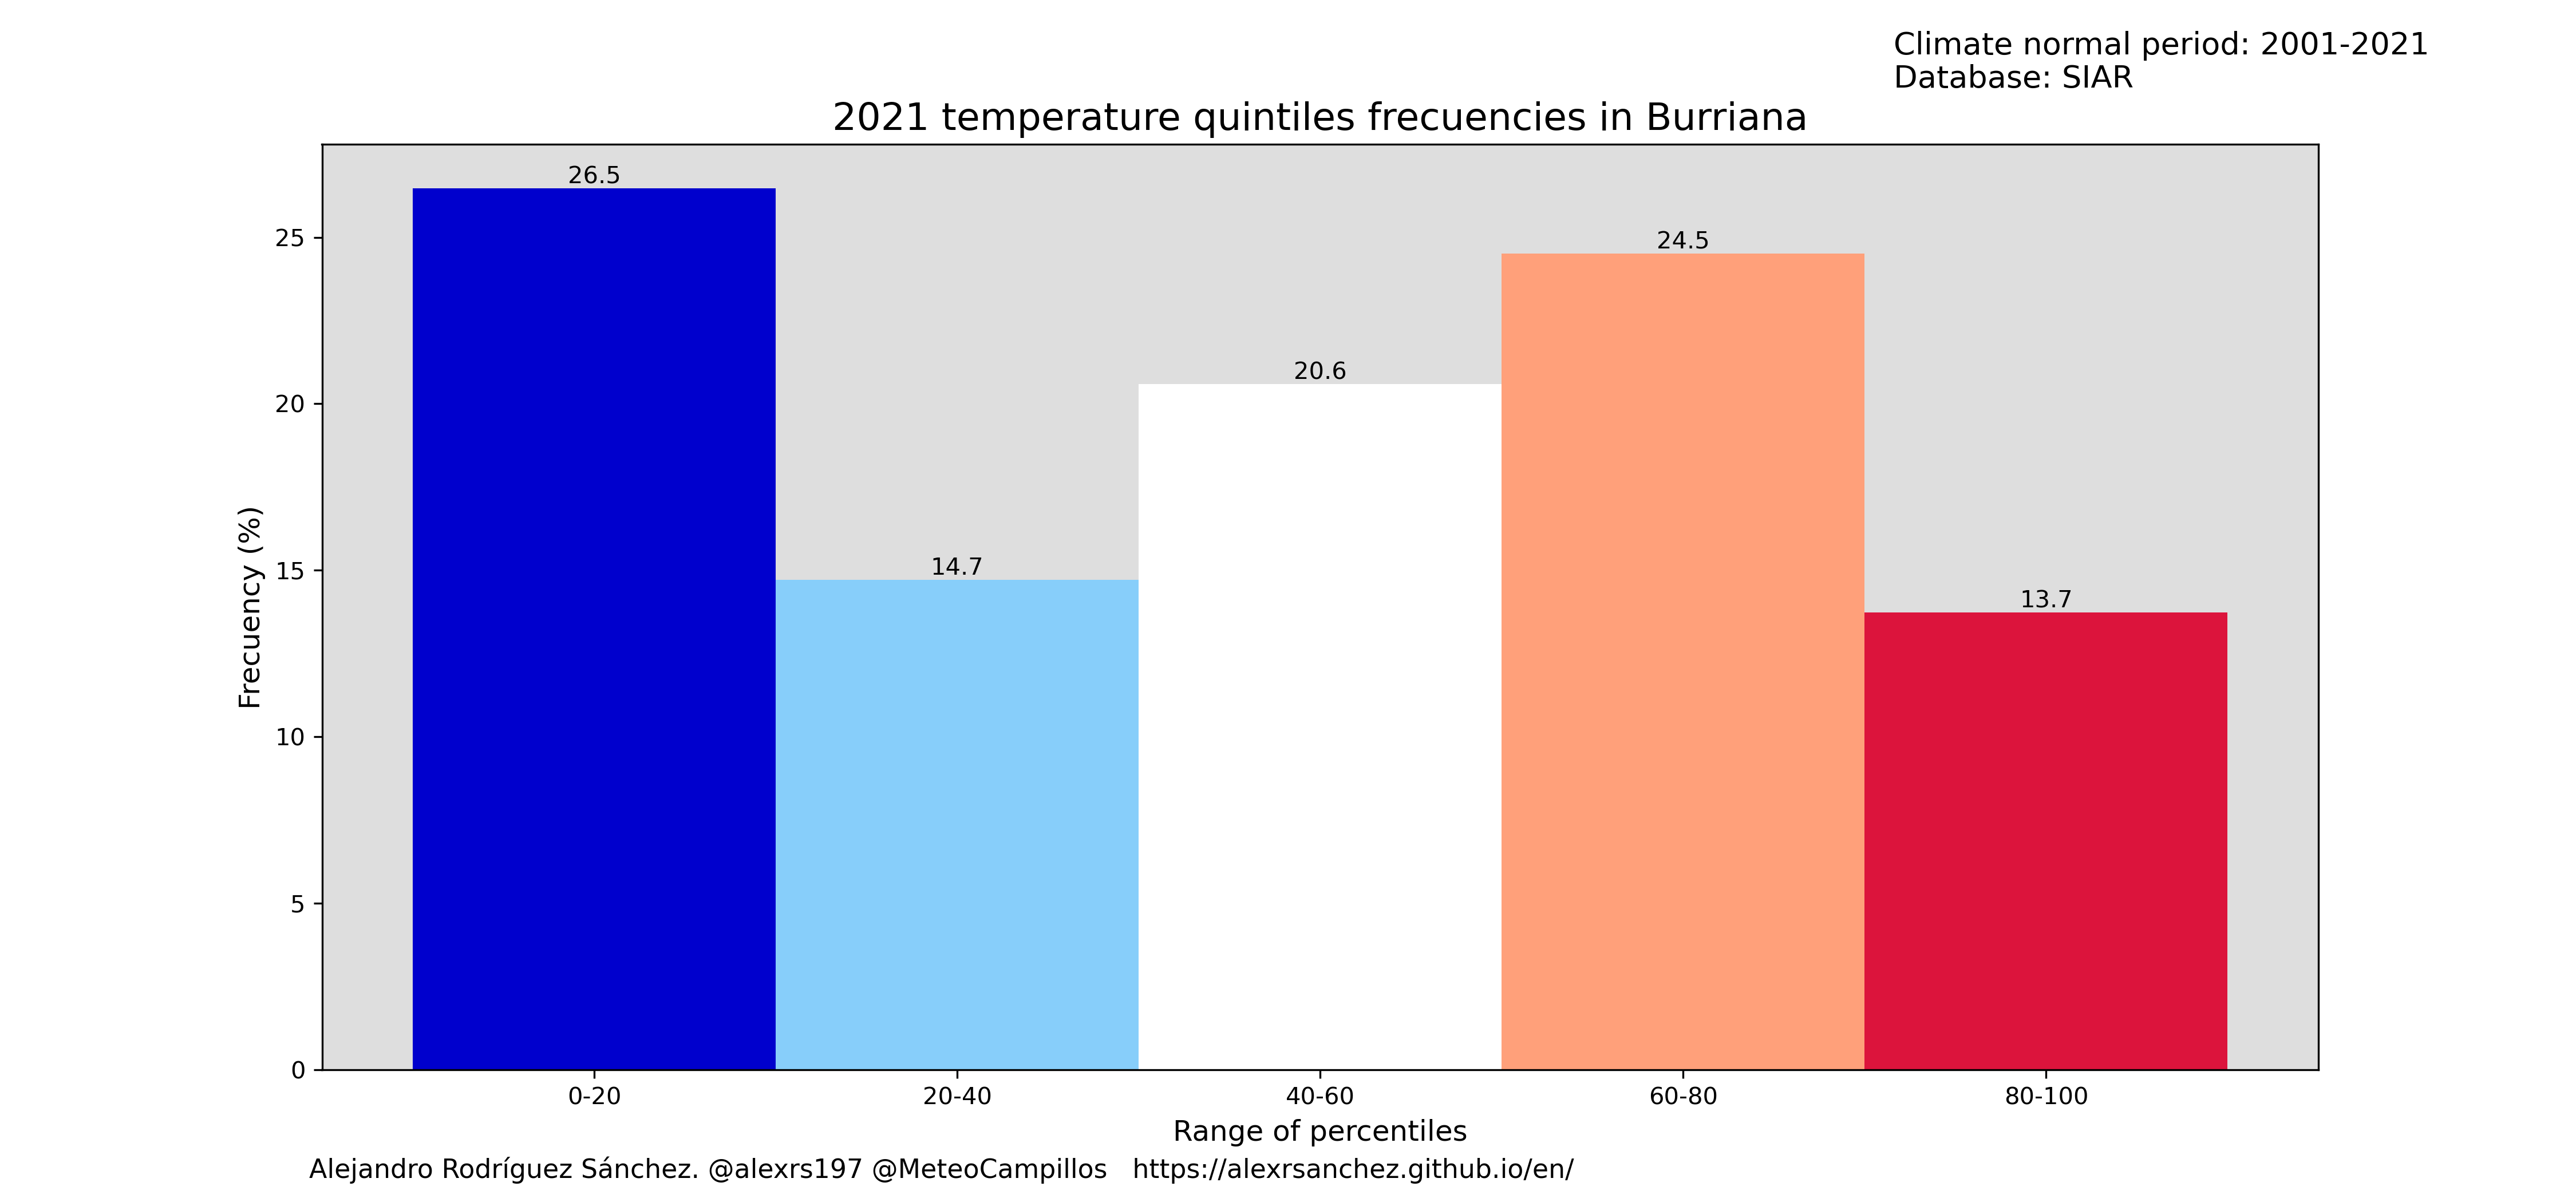 Climate normal period: 2001-2021
Database: SIAR
2021 temperature quintiles frecuencies in Burriana
26.5
24.5
20.6
14.7
13.7
Frecuency (%)
25
20
15
10
5
0
0-20 20-40 40-60 60-80 80-100
Range of percentiles
Alejandro Rodríguez Sánchez. @alexrs197 @MeteoCampillos https://alexrsanchez.github.io/en/